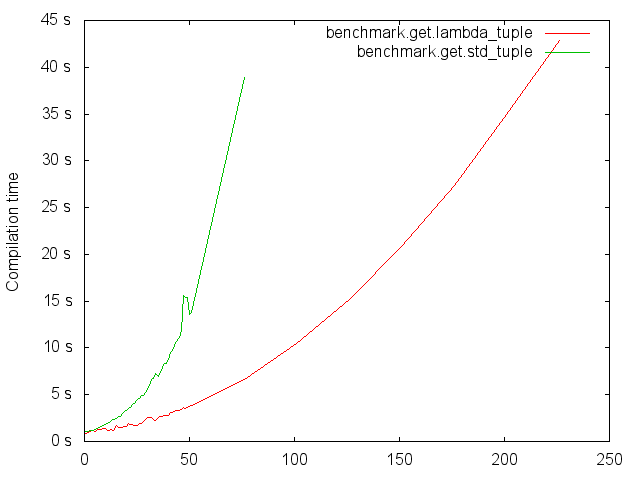 benchmark.get.lambda_tuple
benchmark.get.std_tuple
45 s
40 s
35 s
30 s
25 s
20 s
15 s
10 s
5 s
0 s
Compilation time
0 50 100 150 200 250